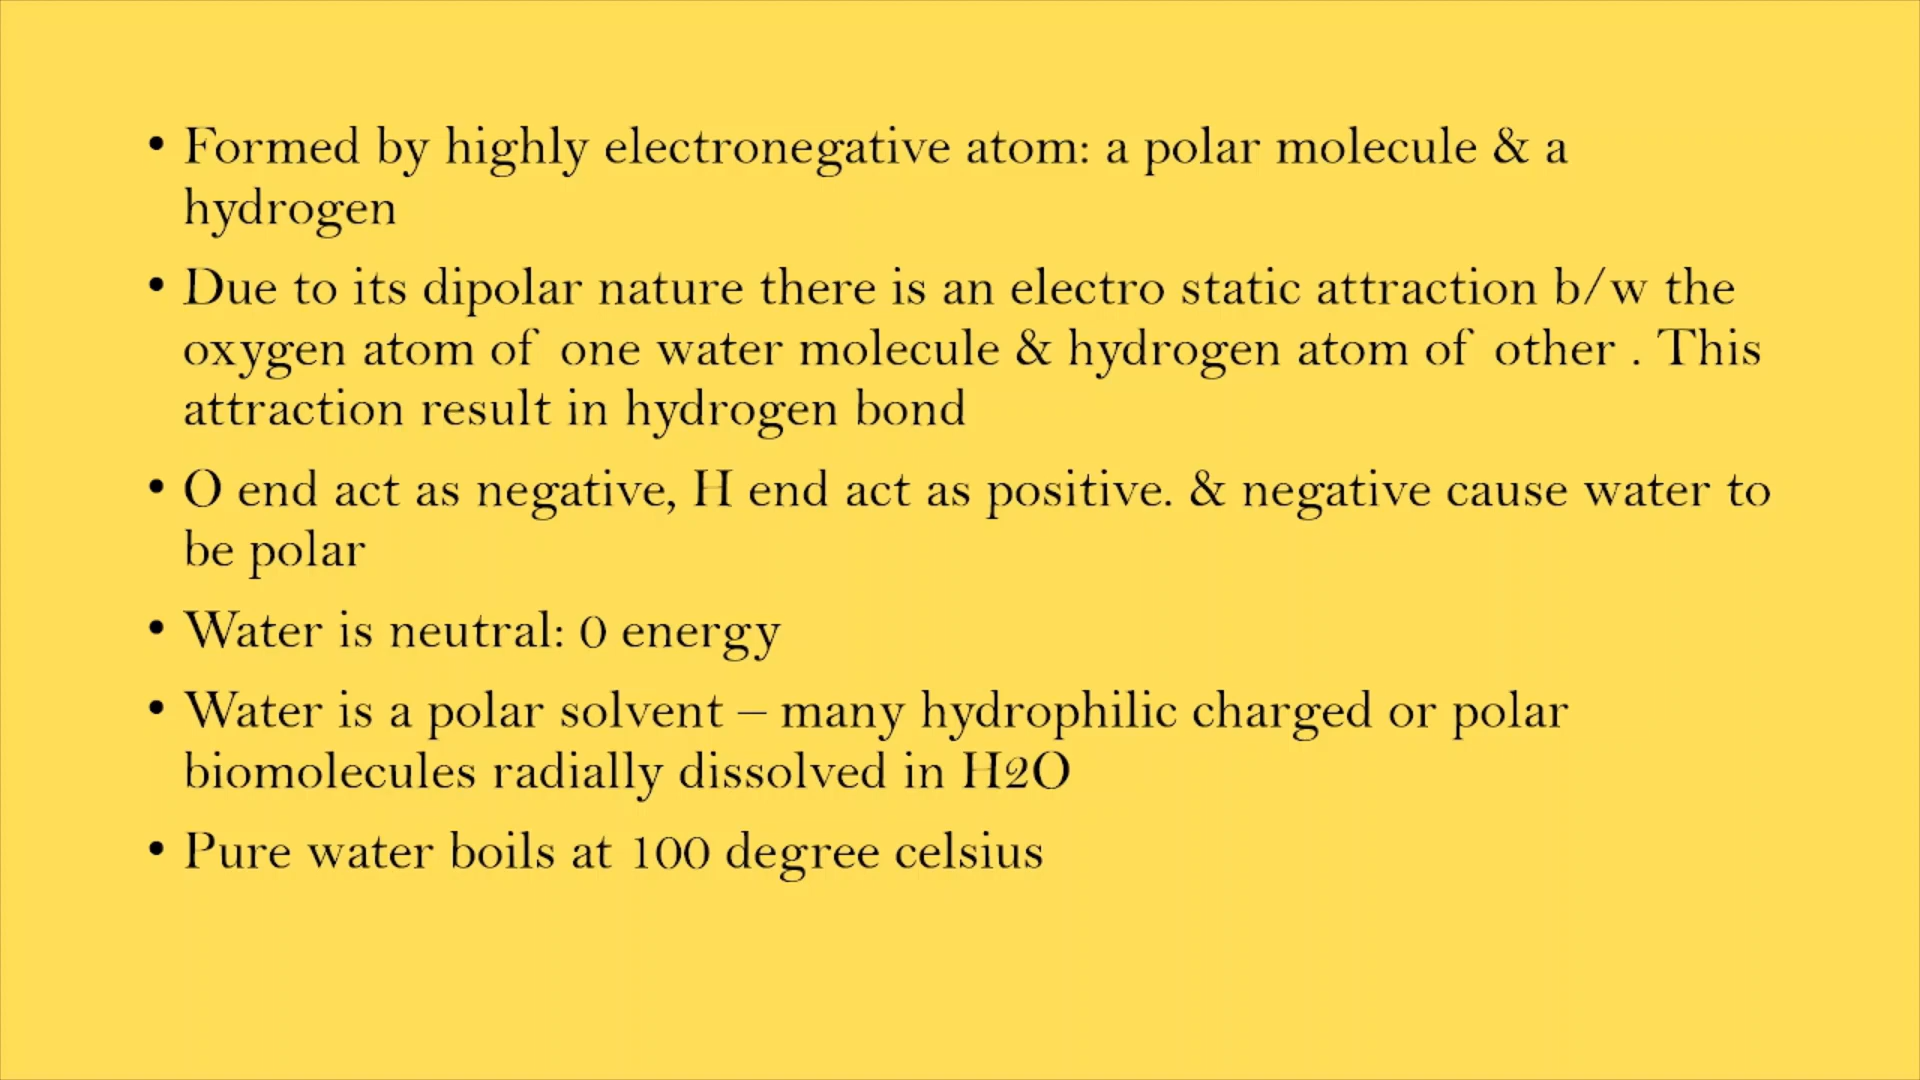 • Formed by highly electronegative atom: a polar molecule & a
hydrogen
• Due to its dipolar nature there is an electro static attraction b/w the
oxygen atom of one water molecule & hydrogen atom of other . This
attraction result in hydrogen bond
• O end act as negative, H end act as positive. & negative cause water to
be polar
• Water is neutral: 0 energy
• Water is a polar solvent – many hydrophilic charged or polar
biomolecules radially dissolved in H2O
• Pure water boils at 100 degree celsius